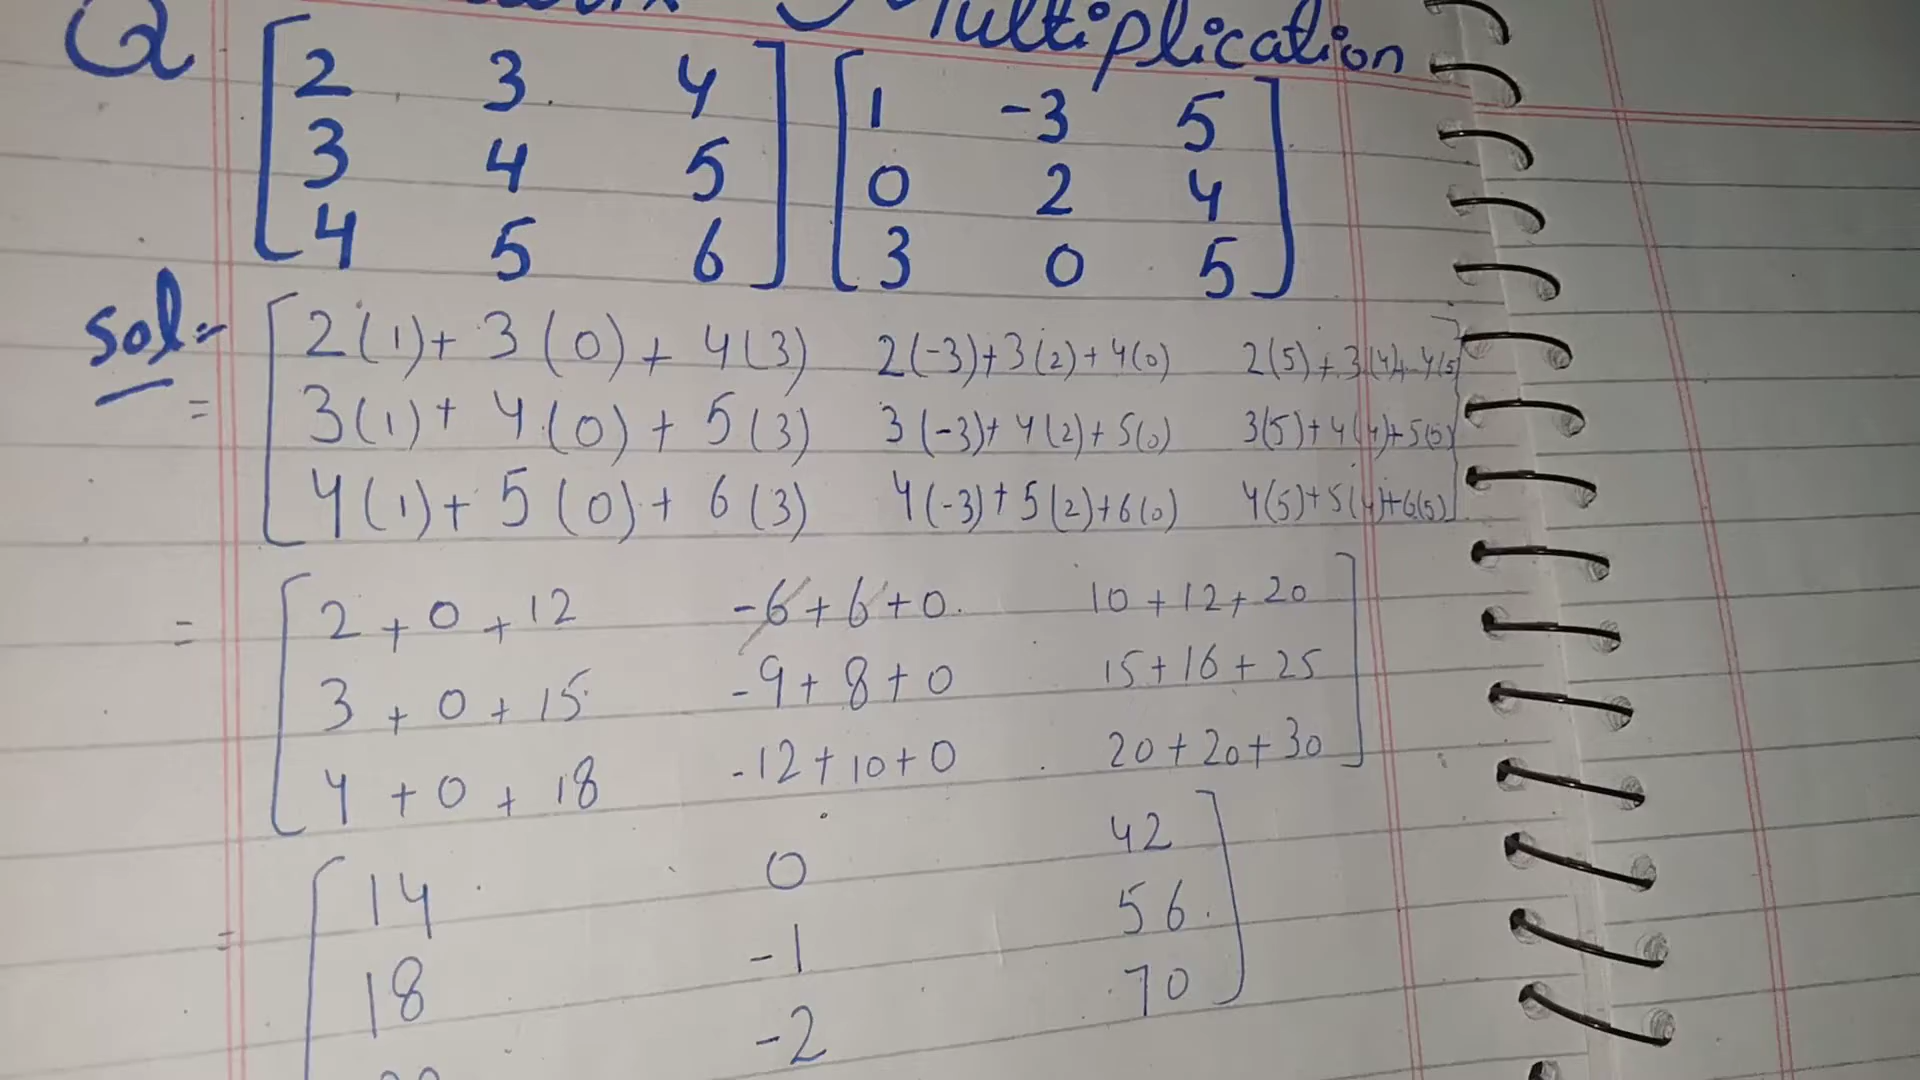 Multiplication
Q [2 3 4] [1 -3 5]
[3 4 5] [0 2 4]
[4 5 6] [3 0 5]
sol=
= [2(1)+3(0)+4(3) 2(-3)+3(2)+4(0) 2(5)+3(4)+4(5)]
[3(1)+4(0)+5(3) 3(-3)+4(2)+5(0) 3(5)+4(4)+5(5)]
[4(1)+5(0)+6(3) 4(-3)+5(2)+6(0) 4(5)+5(4)+6(5)]
= [2+0+12 -6+6+0 10+12+20]
[3+0+15 -9+8+0 15+16+25]
[4+0+18 -12+10+0 20+20+30]
= [14 0 42]
[18 -1 56]
-2 70]